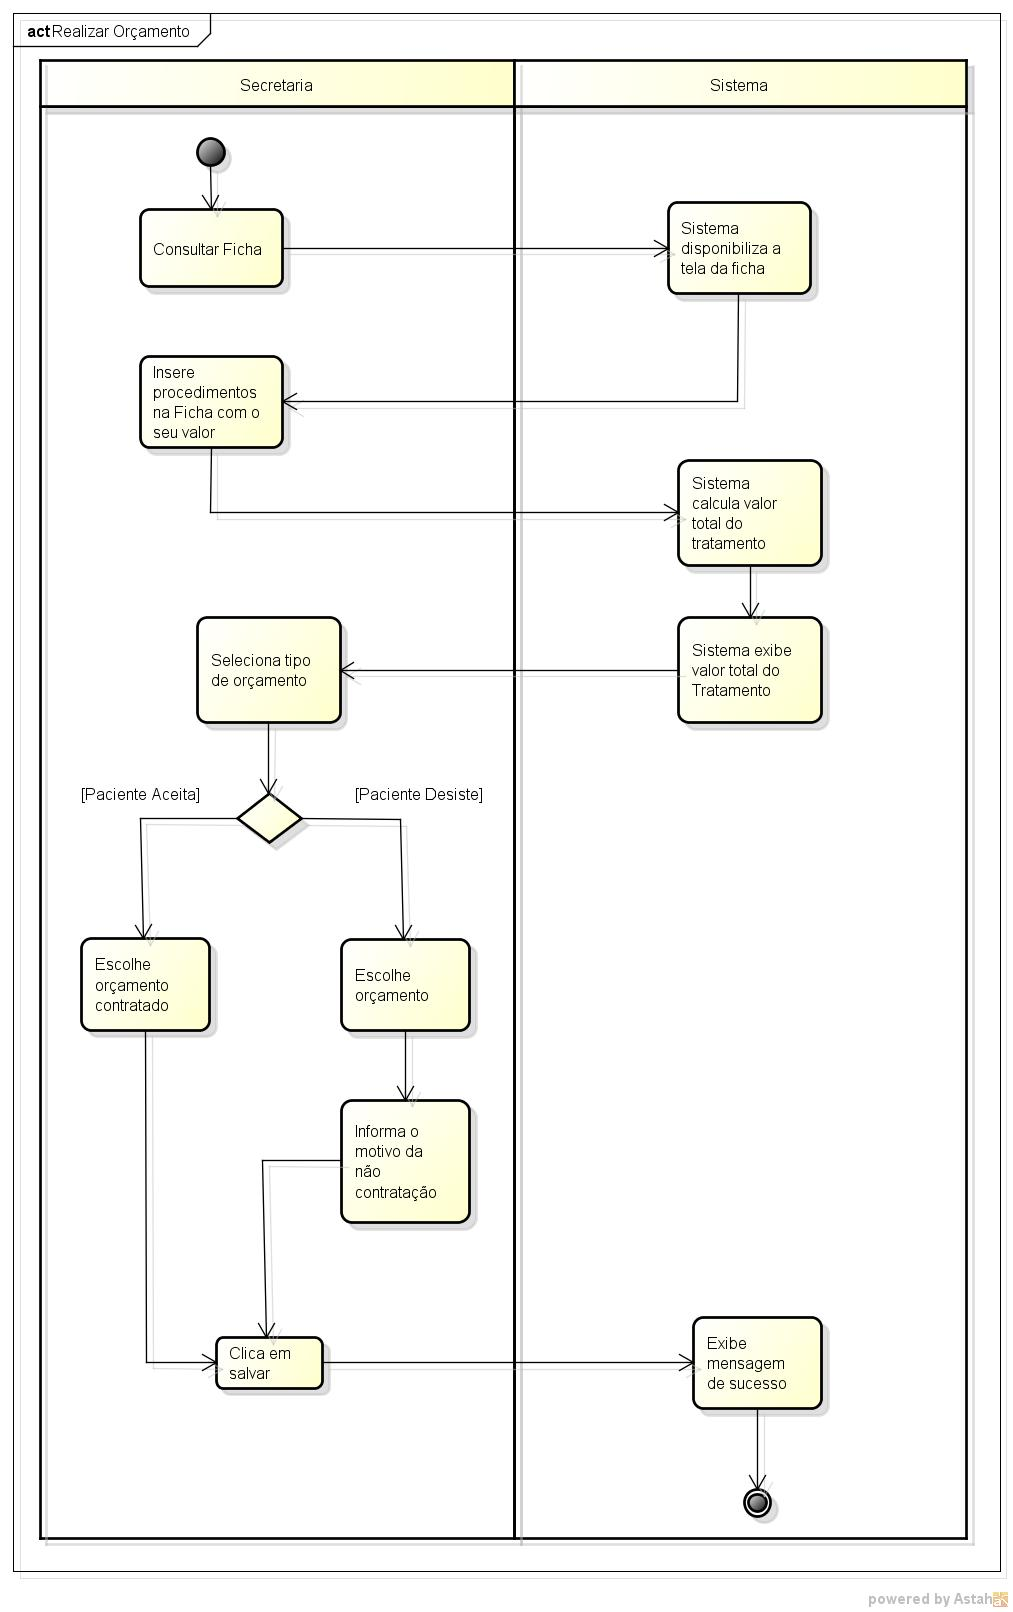 act Realizar Orçamento
Secretaria
Sistema
Consultar Ficha
Sistema
disponibiliza a
tela da ficha
Insere
procedimentos
na Ficha com o
seu valor
Sistema
calcula valor
total do
tratamento
Seleciona tipo
de orçamento
Sistema exibe
valor total do
Tratamento
[Paciente Aceita]
[Paciente Desiste]
Escolhe
orçamento
contratado
Escolhe
orçamento
Informa o
motivo da
não
contratação
Clica em
salvar
Exibe
mensagem
de sucesso
powered by Astah